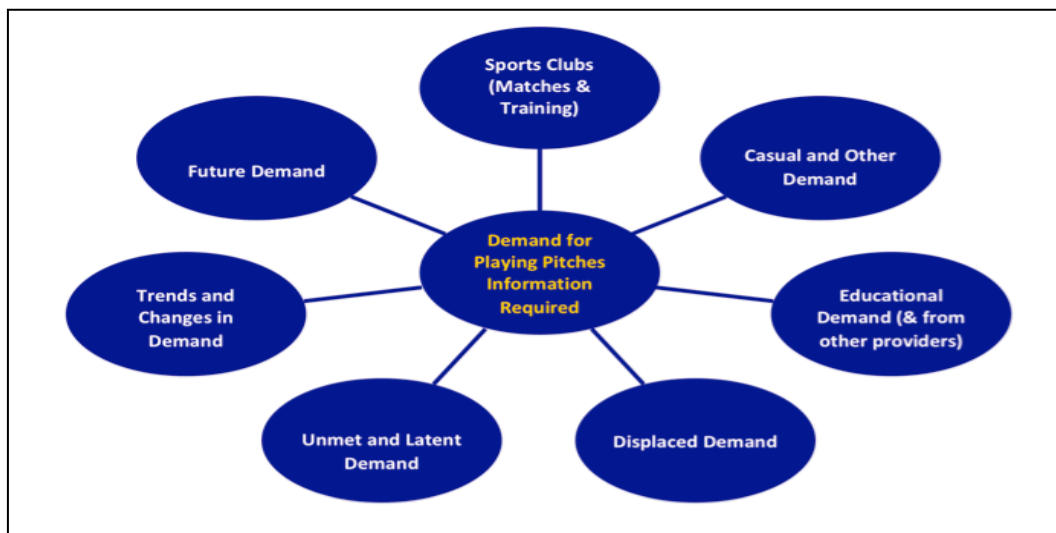 Sports Clubs
(Matches &
Training)
Casual and Other
Demand
Educational
Demand (& from
other providers)
Displaced Demand
Unmet and Latent
Demand
Trends and
Changes in
Demand
Future Demand
Demand for
Playing Pitches
Information
Required